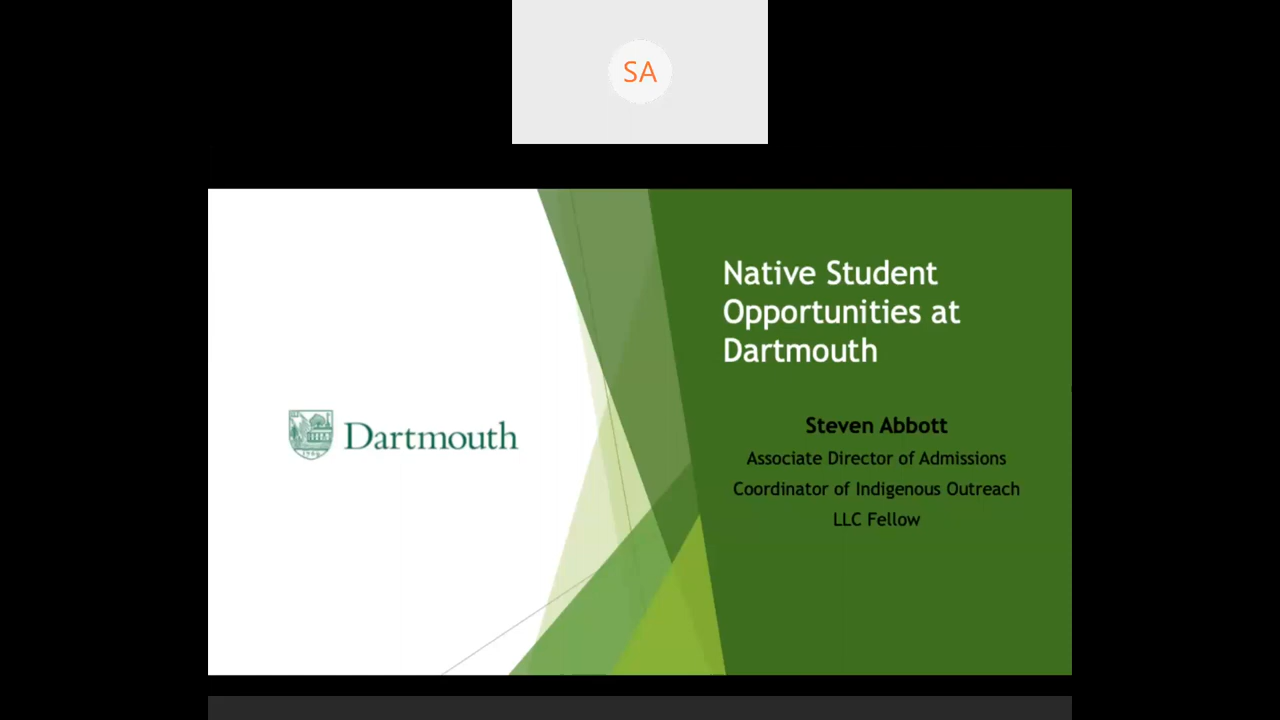 SA
Native Student
Opportunities at
Dartmouth
Dartmouth
Steven Abbott
Associate Director of Admissions
Coordinator of Indigenous Outreach
LLC Fellow